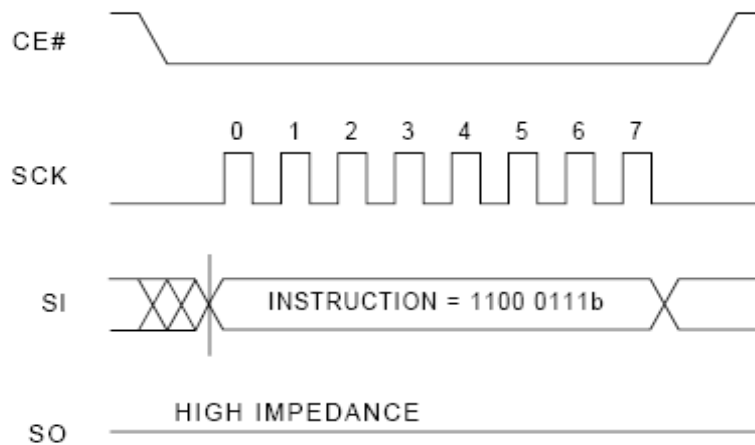 CE#
0 1 2 3 4 5 6 7
SCK
SI INSTRUCTION = 1100 0111b
HIGH IMPEDANCE
SO